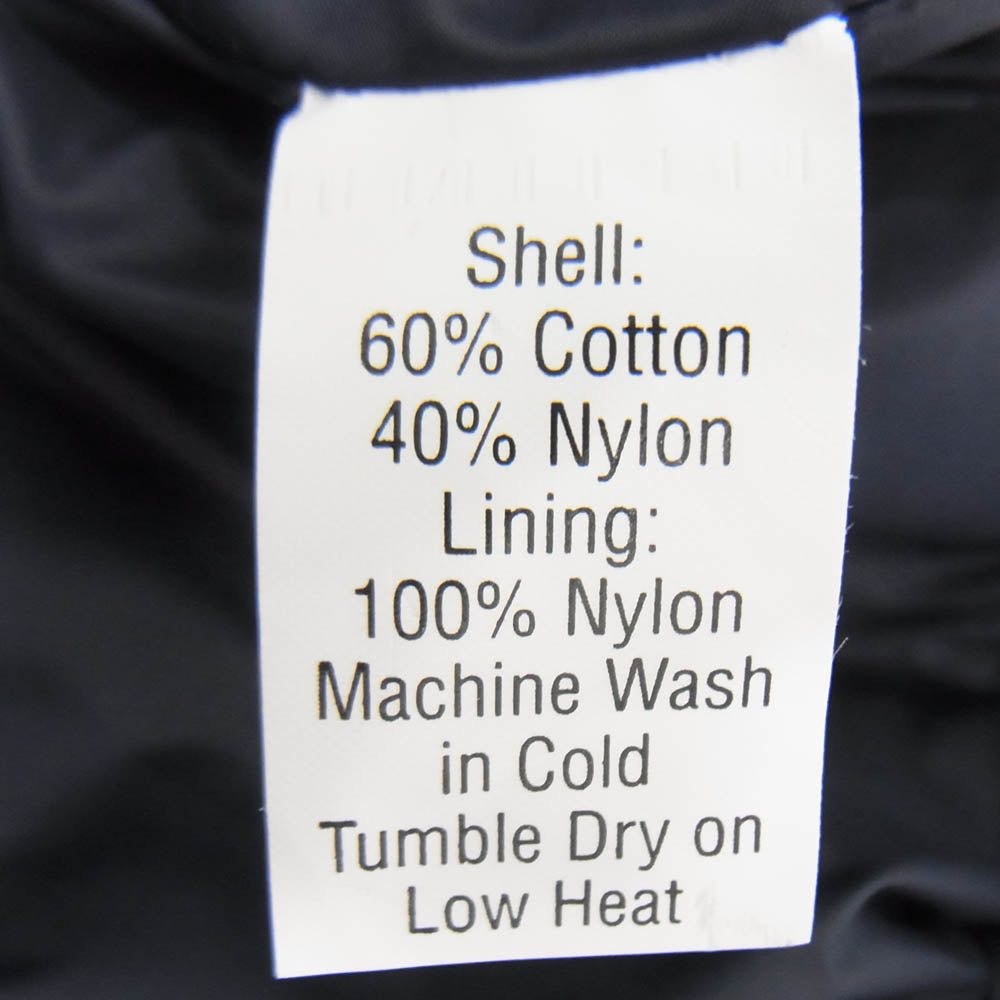 Shell:
60% Cotton
40% Nylon
Lining:
100% Nylon
Machine Wash
in Cold
Tumble Dry on
Low Heat